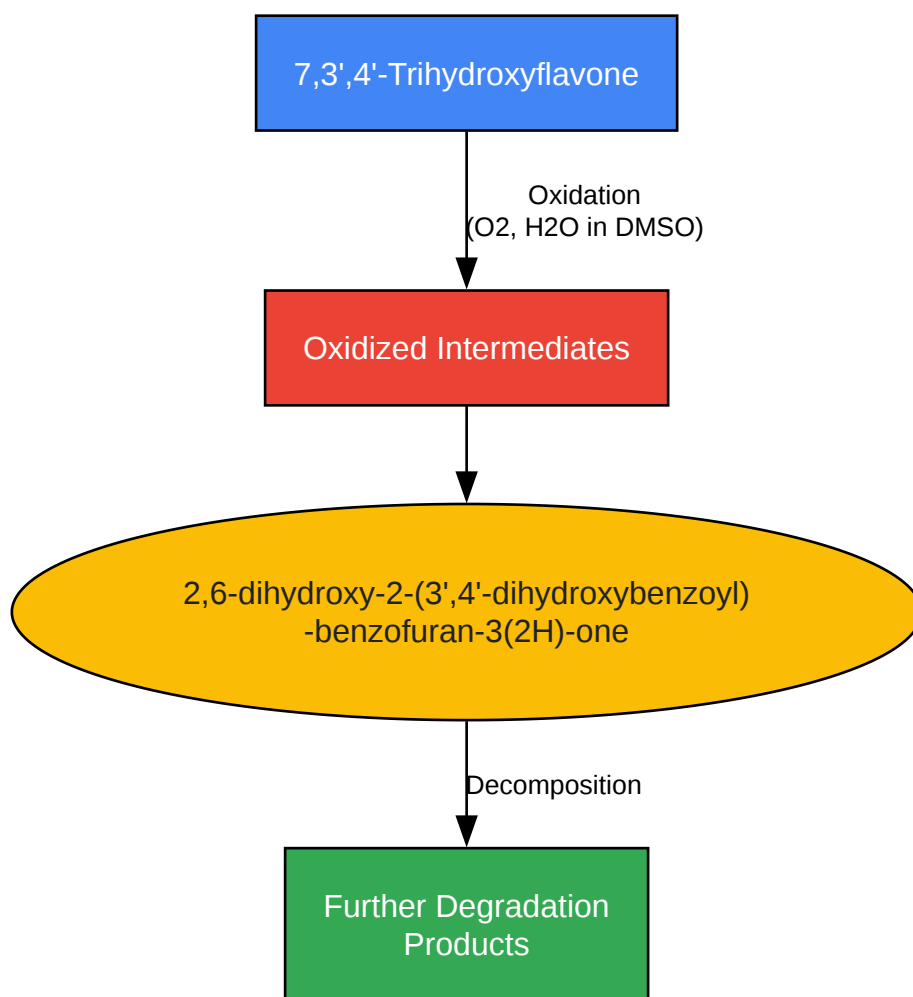 7,3',4'-Trihydroxyflavone
Oxidation
(O2, H2O in DMSO)
Oxidized Intermediates
2,6-dihydroxy-2-(3',4'-dihydroxybenzoyl)
-benzofuran-3(2H)-one
Decomposition
Further Degradation
Products